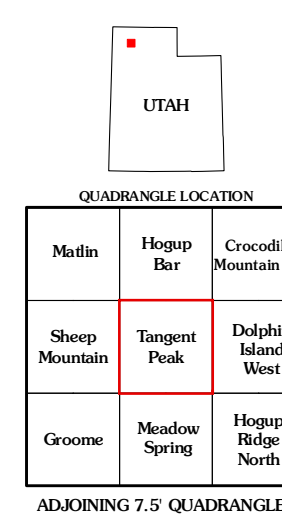 UTAH
QUADRANGLE LOCATION
Matlin
Hogup
Bar
Crocodil
Mountain
Sheep
Mountain
Tangent
Peak
Dolphi
Island
West
Groome
Meadow
Spring
Hogup
Ridge
North
ADJOINING 7.5' QUADRANGLE